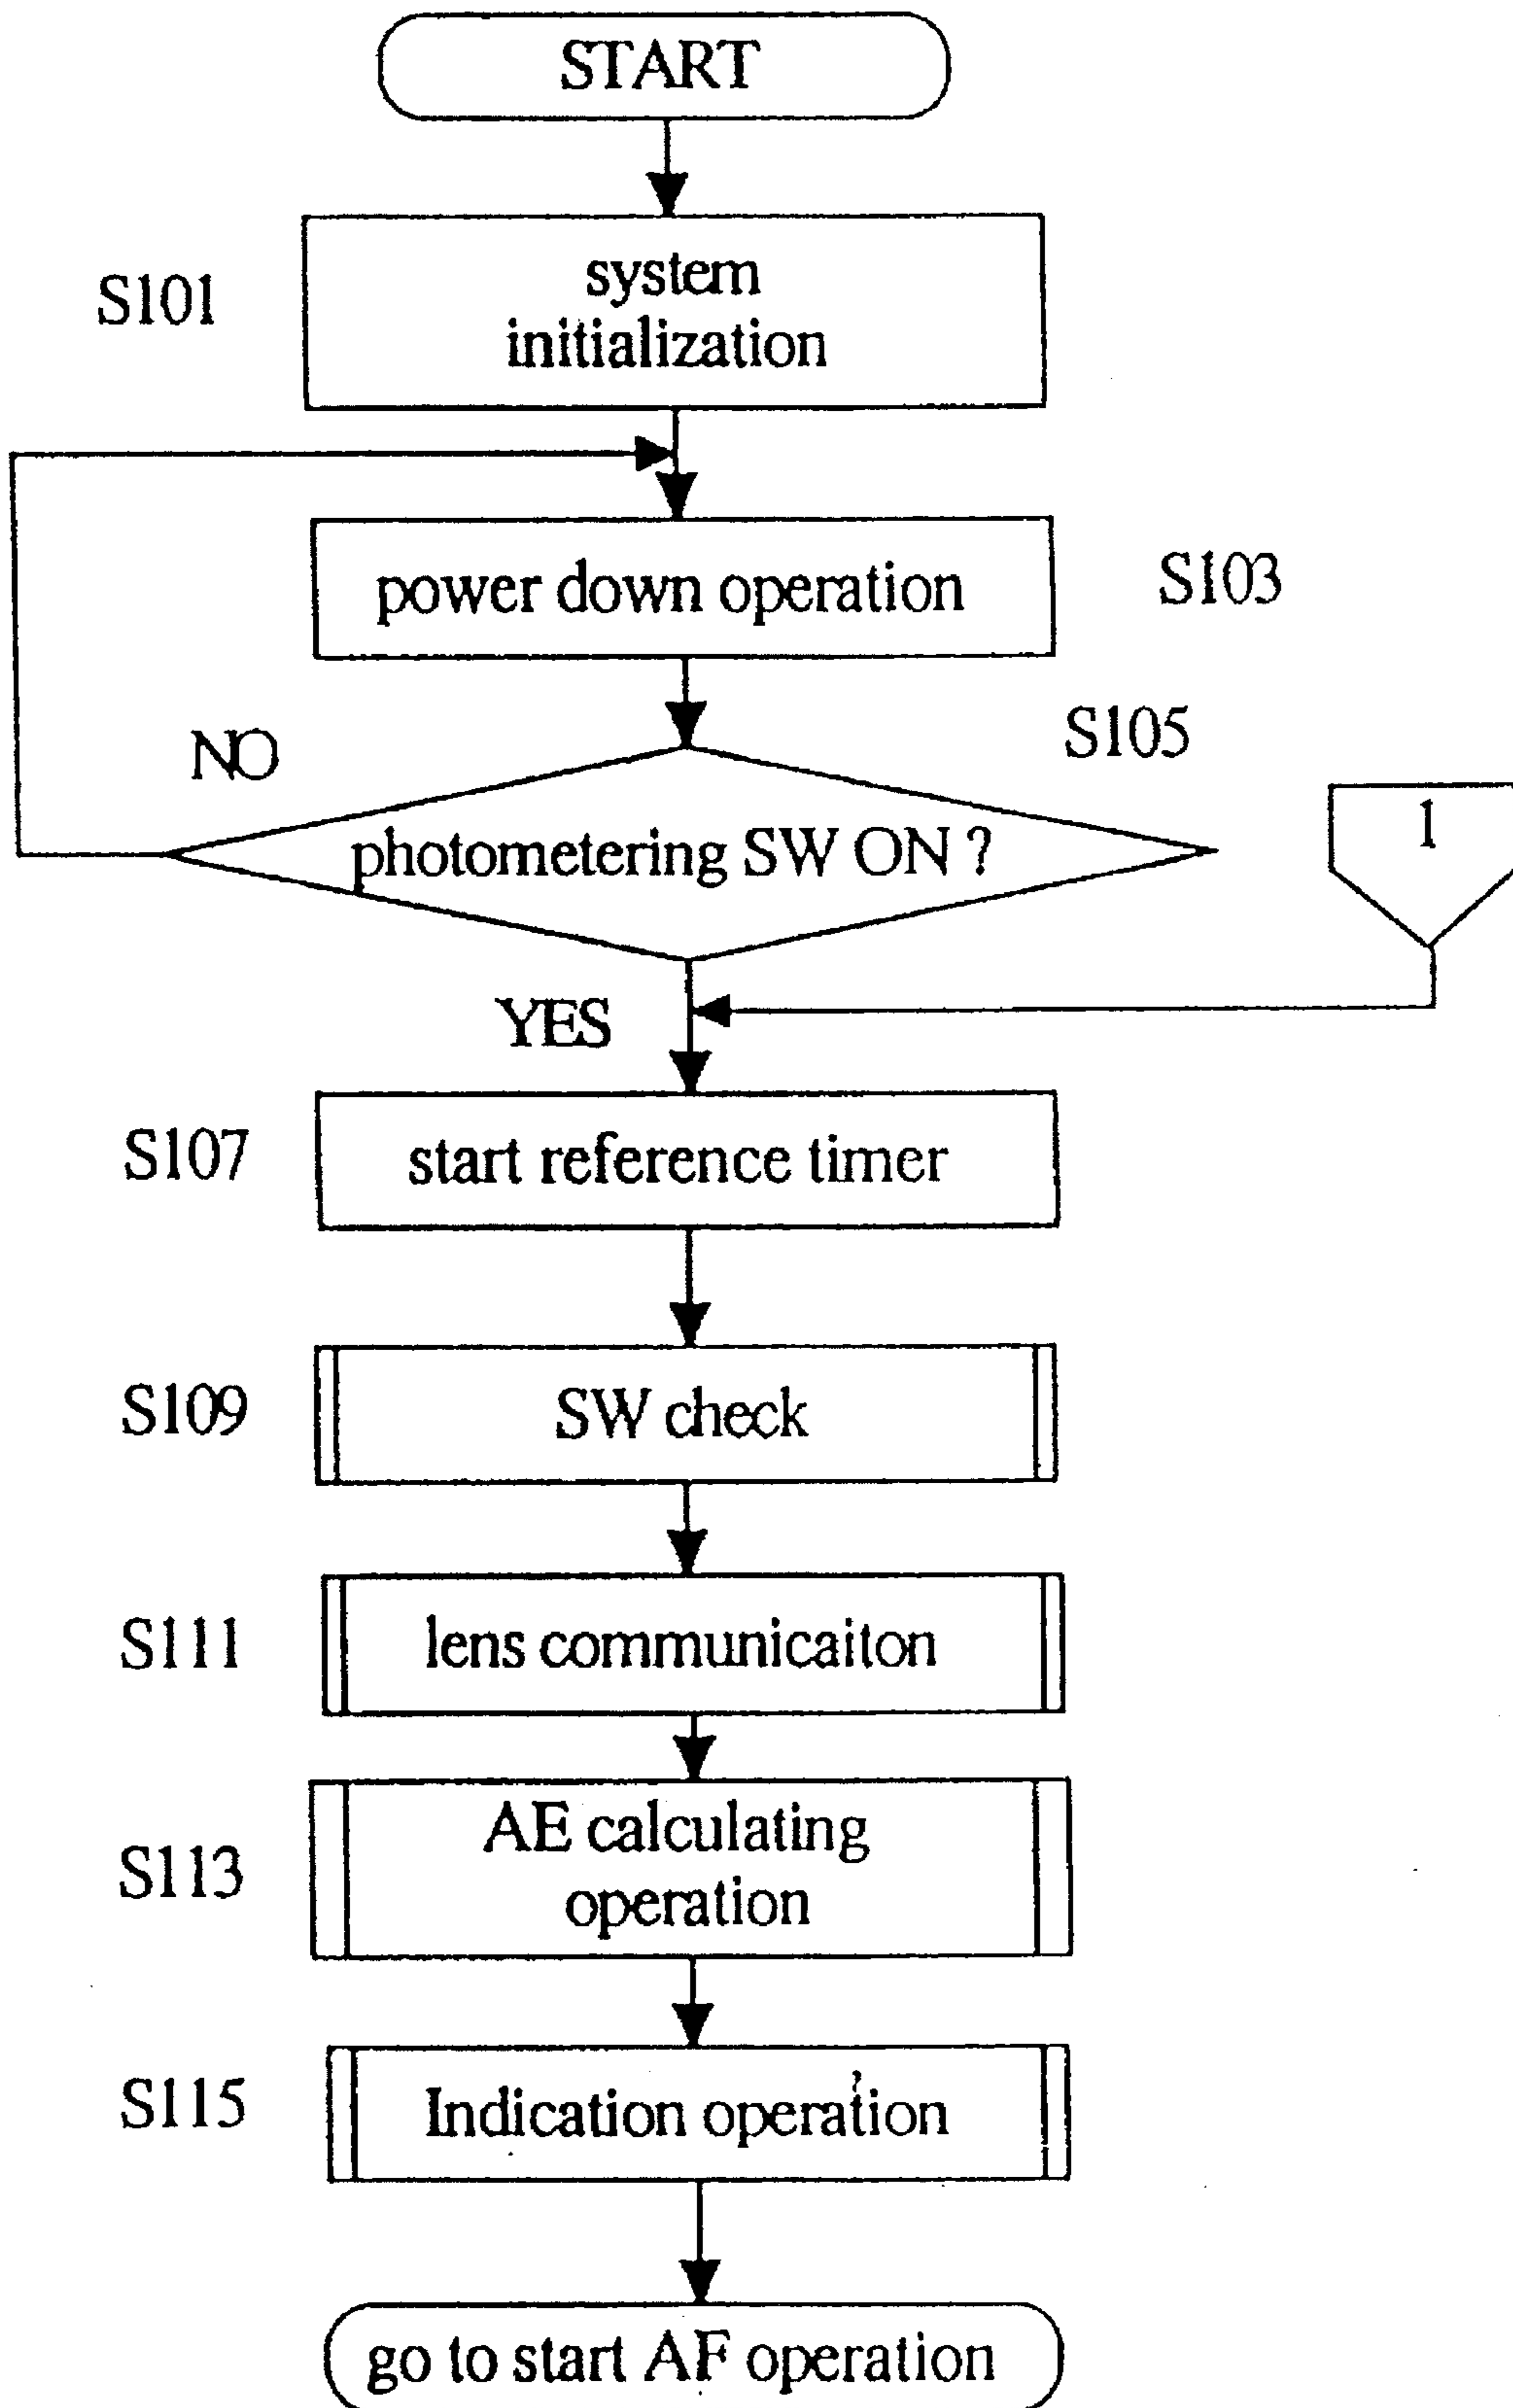 START
S101
system
initialization
power down operation
S103
S105
NO
photometering SW ON ?
1
YES
S107
start reference timer
S109
SW check
S111
lens communicaiton
S113
AE calculating
operation
S115
Indication operation
go to start AF operation